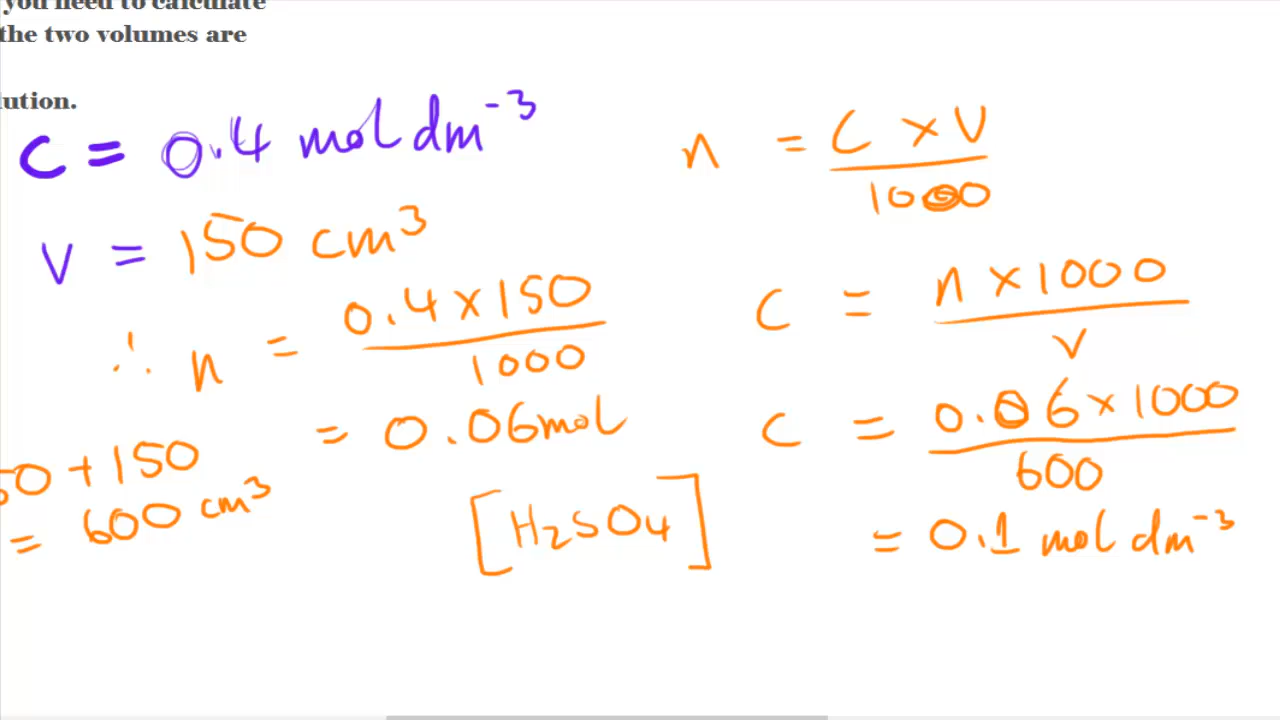 you need to calculate
the two volumes are
lution.
C = 0.4 mol dm⁻³
V = 150 cm³
∴ n = 0.4 × 150
1000
= 0.06 mol
50 + 150
= 600 cm³
[H₂SO₄]
n = C × V
1000
C = n × 1000
V
C = 0.06 × 1000
600
= 0.1 mol dm⁻³